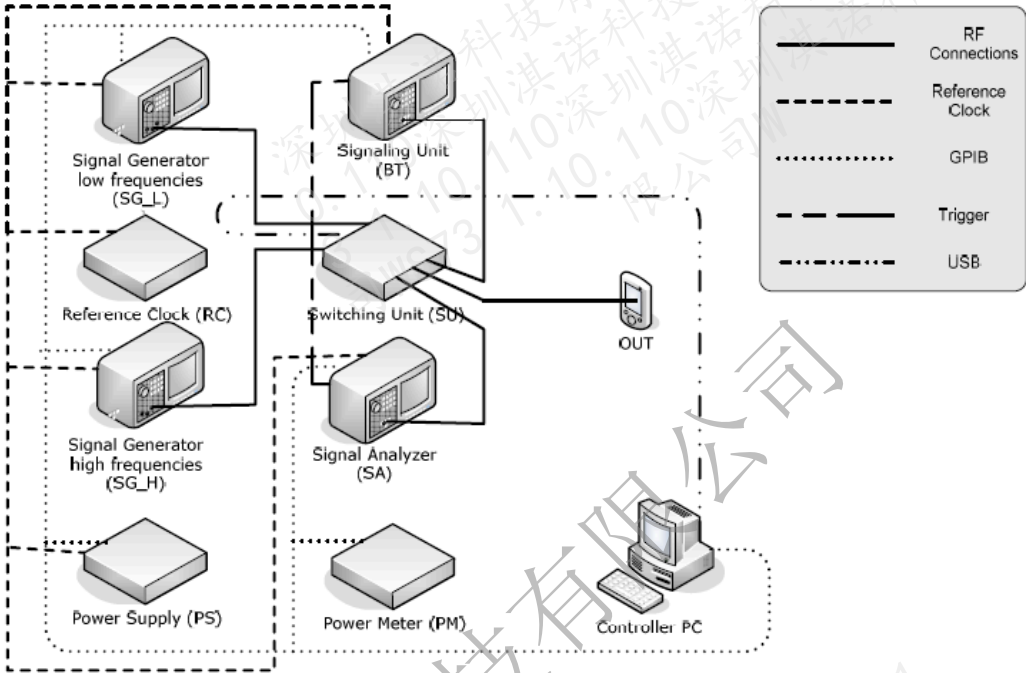 Signal Generator
low frequencies
(SG_L)
Signaling Unit
(BT)
Reference Clock (RC)
Switching Unit (SU)
OUT
Signal Generator
high frequencies
(SG_H)
Signal Analyzer
(SA)
Power Supply (PS)
Power Meter (PM)
Controller PC
RF
Connections
Reference
Clock
GPIB
Trigger
USB